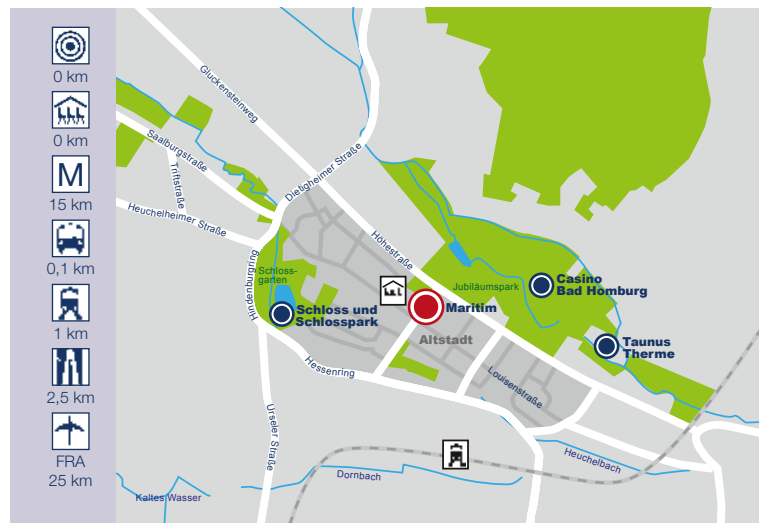 0 km
0 km
M
15 km
0,1 km
1 km
2,5 km
FRA
25 km
Gluckensteinweg
Saalburgstraße
Triftstraße
Dietigheimer Straße
Heuchelheimer Straße
Hindenburgring
Höhestraße
Schloss-
garten
Jubiläumspark
Casino
Bad Homburg
Schloss und
Schlosspark
Maritim
Altstadt
Taunus
Therme
Hessenring
Louisenstraße
Urseler Straße
Heuchelbach
Dornbach
Kaltes Wasser